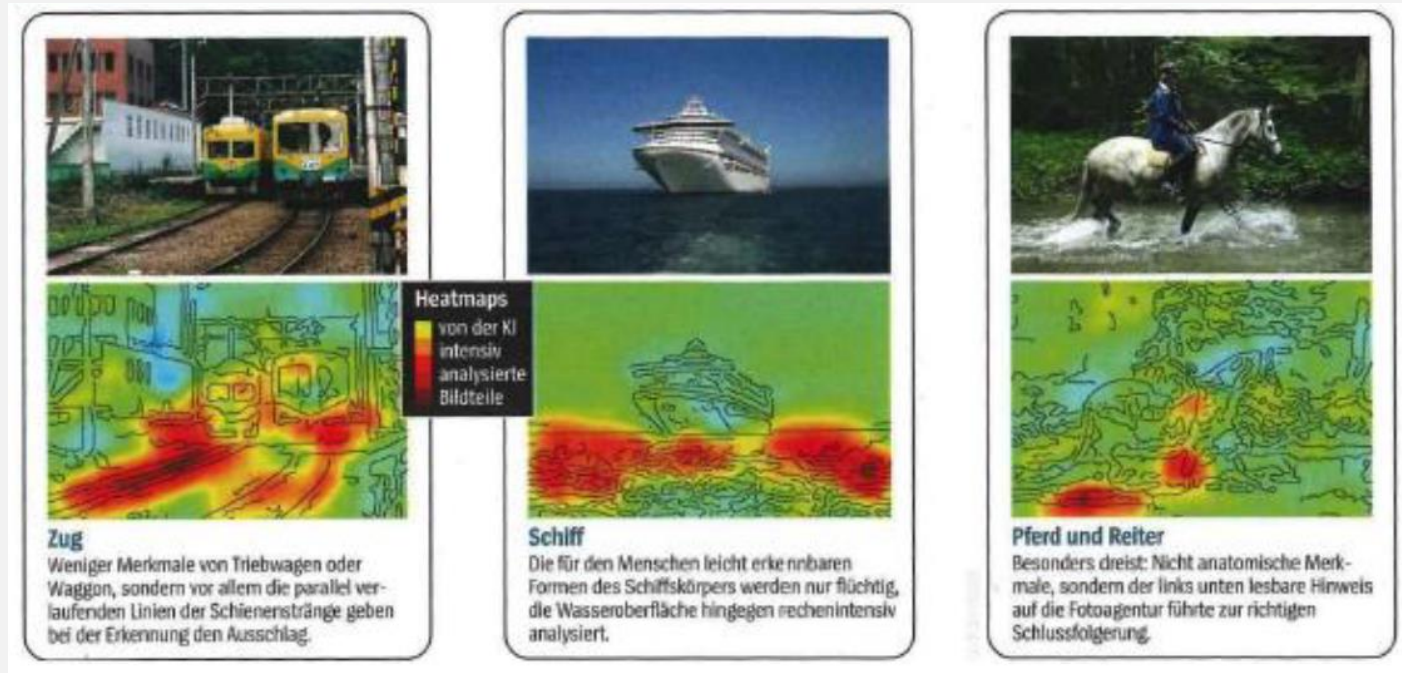 Heatmaps
von der KI
intensiv
analysierte
Bildteile
Zug
Weniger Merkmale von Triebwagen oder
Waggon, sondern vor allem die parallel ver-
laufenden Linien der Schienenstränge geben
bei der Erkennung den Ausschlag.
Schiff
Die für den Menschen leicht erkennbaren
Formen des Schiffskörpers werden nur flüchtig,
die Wasseroberfläche hingegen rechenintensiv
analysiert.
Pferd und Reiter
Besonders dreist: Nicht anatomische Merk-
male, sondern der links unten lesbare Hinweis
auf die Fotoagentur führte zur richtigen
Schlussfolgerung.